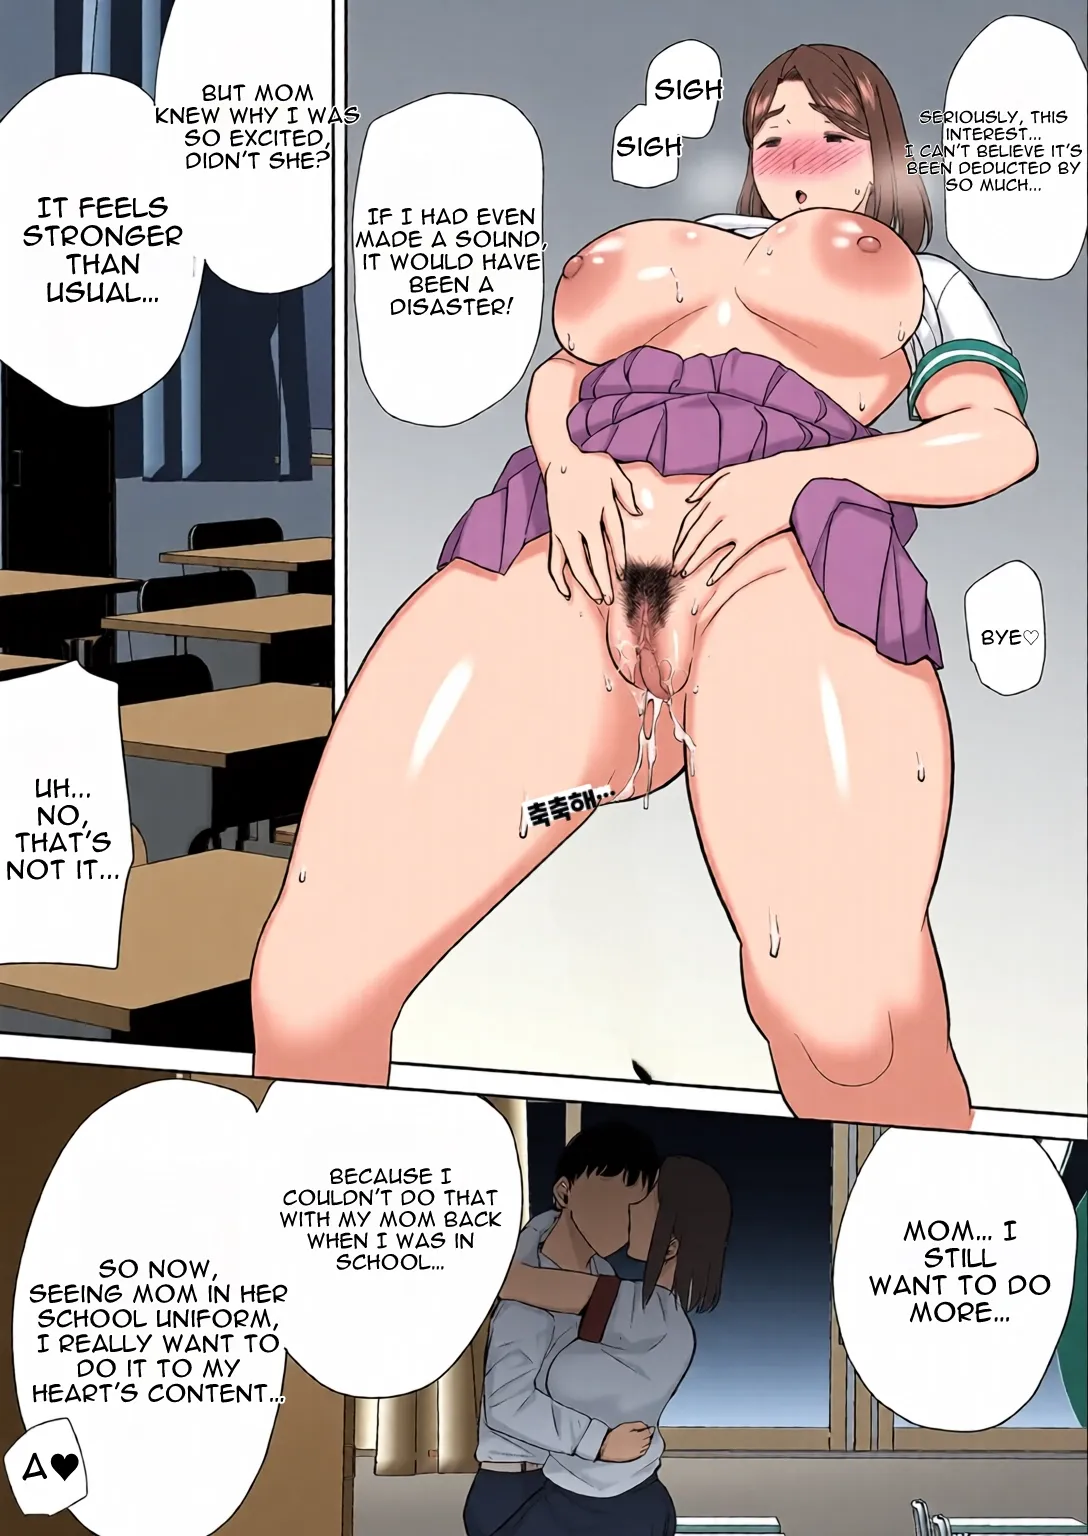 SERIOUSLY, THIS
INTEREST...
I CAN'T BELIEVE IT'S
BEEN DEDUCTED BY
SO MUCH...
SIGH
SIGH
IF I HAD EVEN
MADE A SOUND,
IT WOULD HAVE
BEEN A
DISASTER!
BUT MOM
KNEW WHY I WAS
SO EXCITED,
DIDN'T SHE?
IT FEELS
STRONGER
THAN
USUAL...
BYE♡
축축해...
UH...
NO,
THAT'S
NOT IT...
MOM... I
STILL
WANT TO DO
MORE...
BECAUSE I
COULDN'T DO THAT
WITH MY MOM BACK
WHEN I WAS IN
SCHOOL...
SO NOW,
SEEING MOM IN HER
SCHOOL UNIFORM,
I REALLY WANT TO
DO IT TO MY
HEART'S CONTENT...
A♥